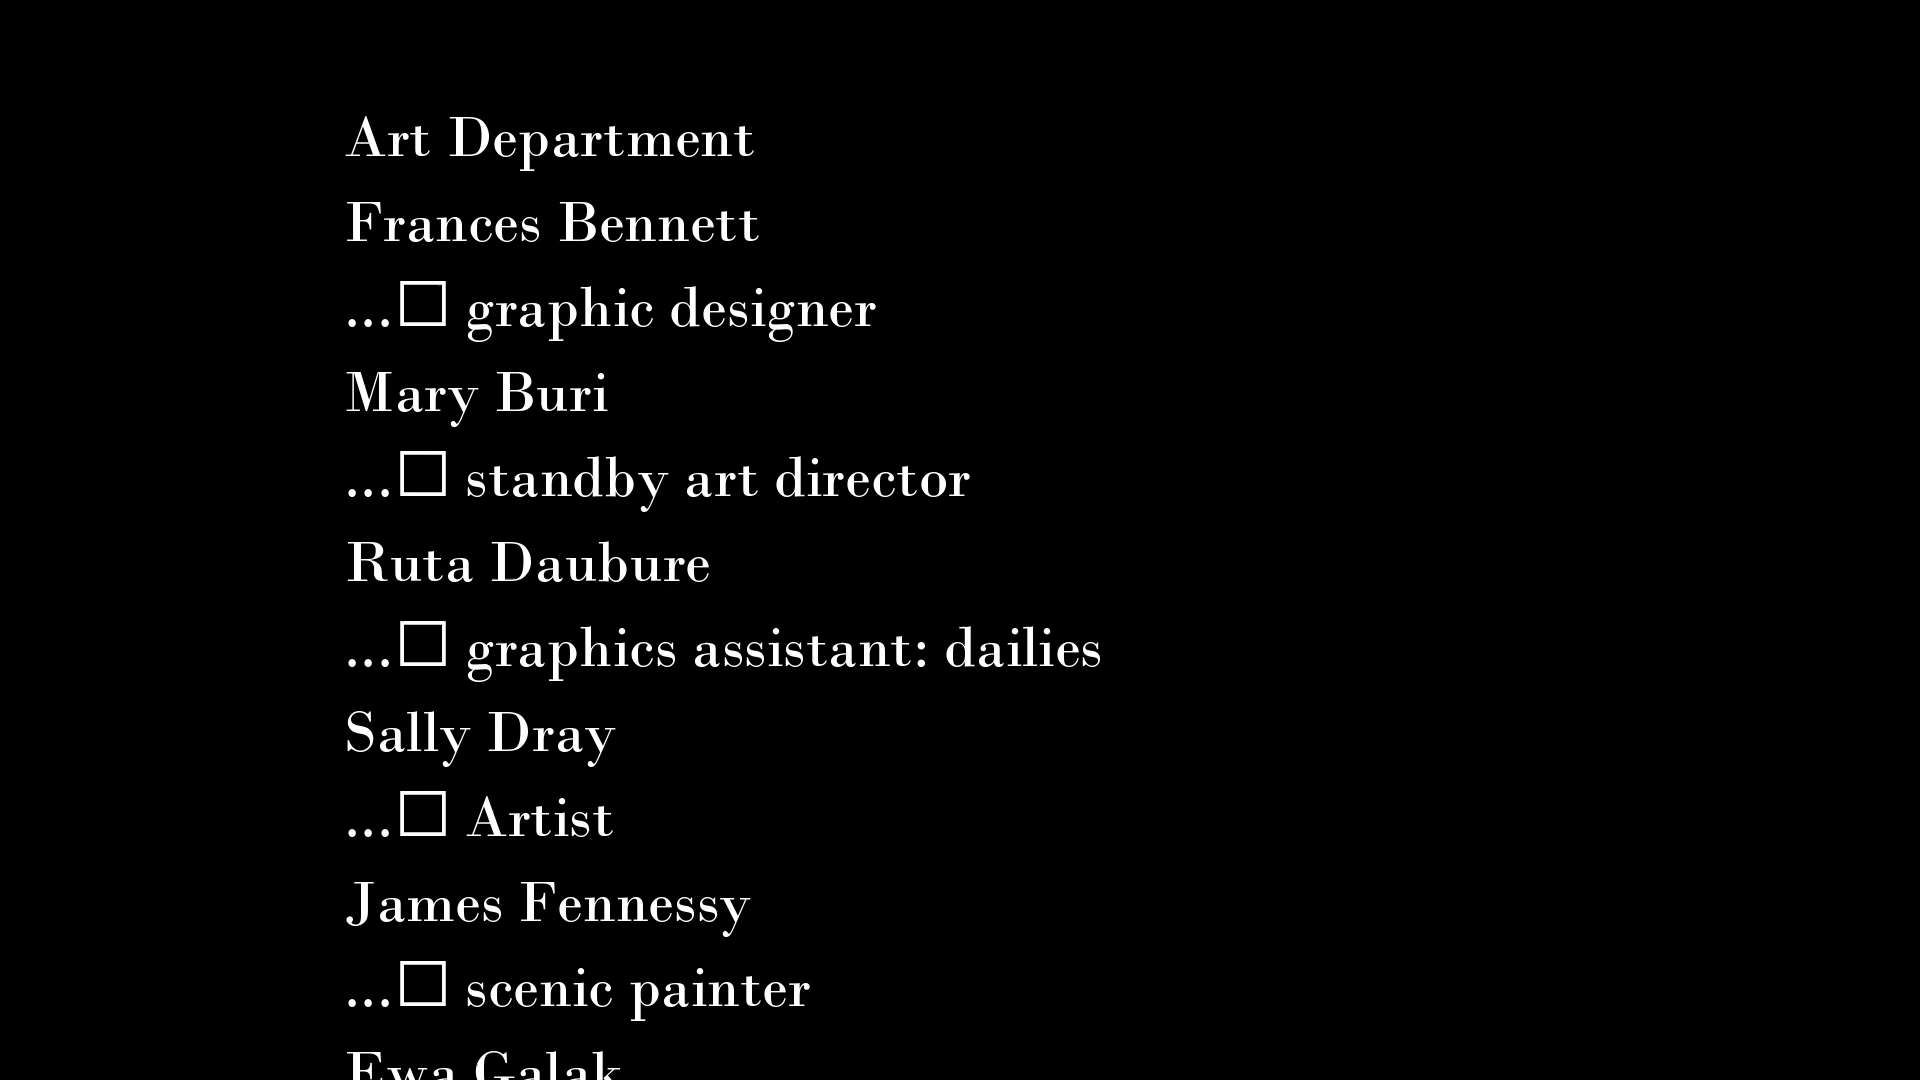 Art Department
Frances Bennett
...□ graphic designer
Mary Buri
...□ standby art director
Ruta Daubure
...□ graphics assistant: dailies
Sally Dray
...□ Artist
James Fennessy
...□ scenic painter
Ewa Galak